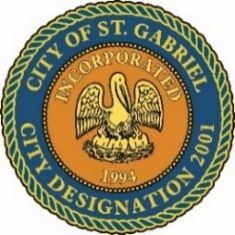 CITY OF ST. GABRIEL
INCORPORATED
1994
CITY DESIGNATION 2001